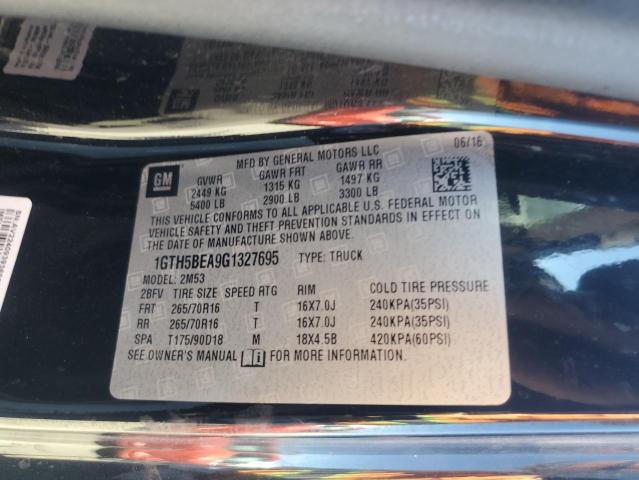 GM
MFD BY GENERAL MOTORS LLC
06/16
GVWR GAWR FRT GAWR RR
2449 KG 1315 KG 1497 KG
5400 LB 2900 LB 3300 LB
THIS VEHICLE CONFORMS TO ALL APPLICABLE U.S. FEDERAL MOTOR
VEHICLE SAFETY AND THEFT PREVENTION STANDARDS IN EFFECT ON
THE DATE OF MANUFACTURE SHOWN ABOVE.
1GTH5BEA9G1327695 TYPE: TRUCK
MODEL: 2M53
2BFV TIRE SIZE SPEED RTG RIM COLD TIRE PRESSURE
FRT 265/70R16 T 16X7.0J 240KPA(35PSI)
RR 265/70R16 T 16X7.0J 240KPA(35PSI)
SPA T175/90D18 M 18X4.5B 420KPA(60PSI)
SEE OWNER'S MANUAL FOR MORE INFORMATION.